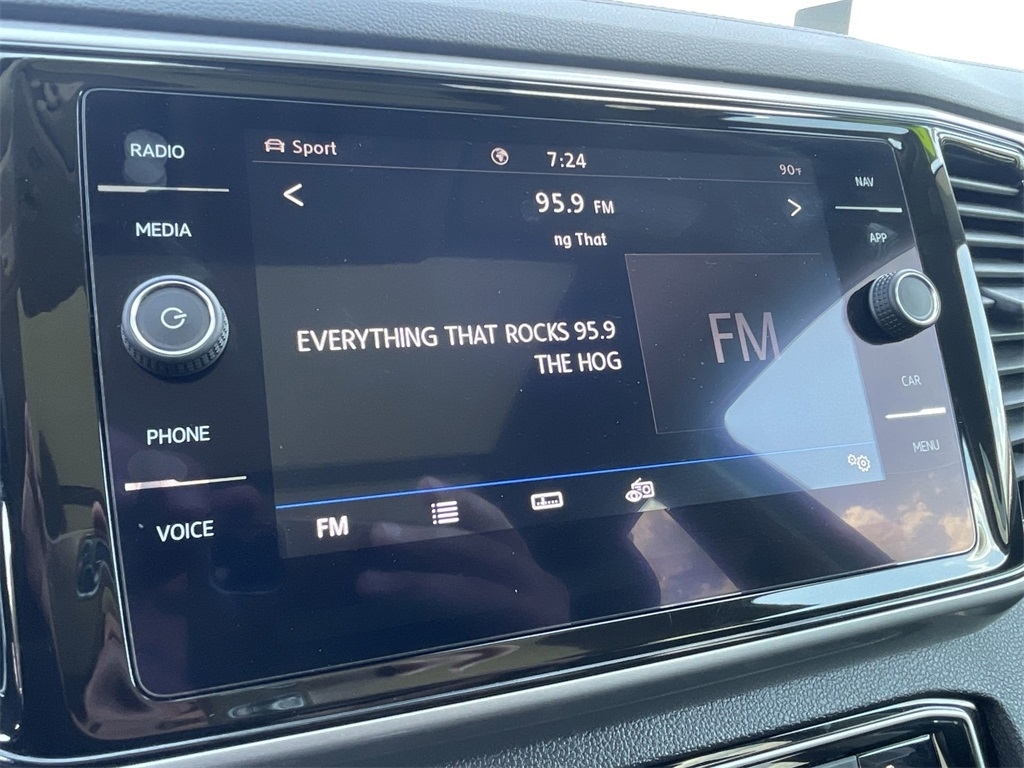 RADIO
MEDIA
PHONE
VOICE
Sport
7:24
90°F
95.9 FM
ng That
EVERYTHING THAT ROCKS 95.9
THE HOG
FM
FM
NAV
APP
CAR
MENU